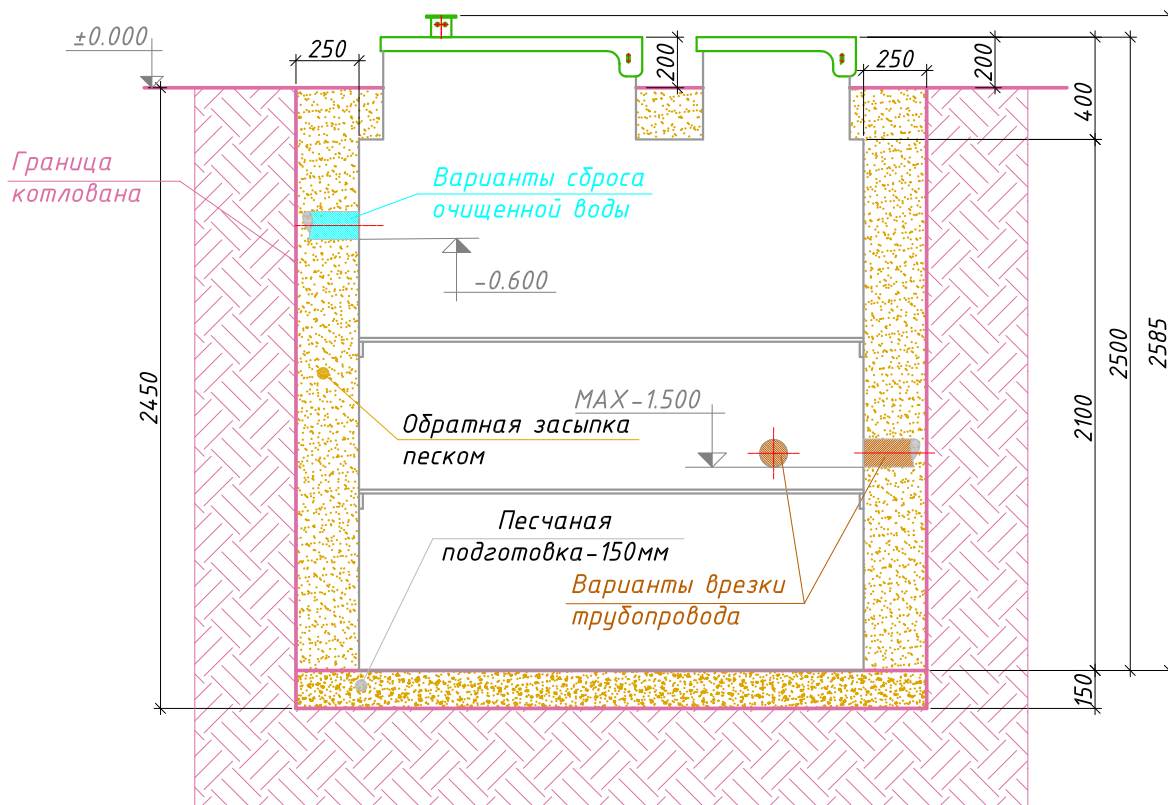 ±0.000
250
200
250
200
400
2585
2500
Граница
котлована
Варианты сброса
очищенной воды
-0.600
2450
MAX-1.500
2100
Обратная засыпка
песком
Песчаная
подготовка-150мм
Варианты врезки
трубопровода
150